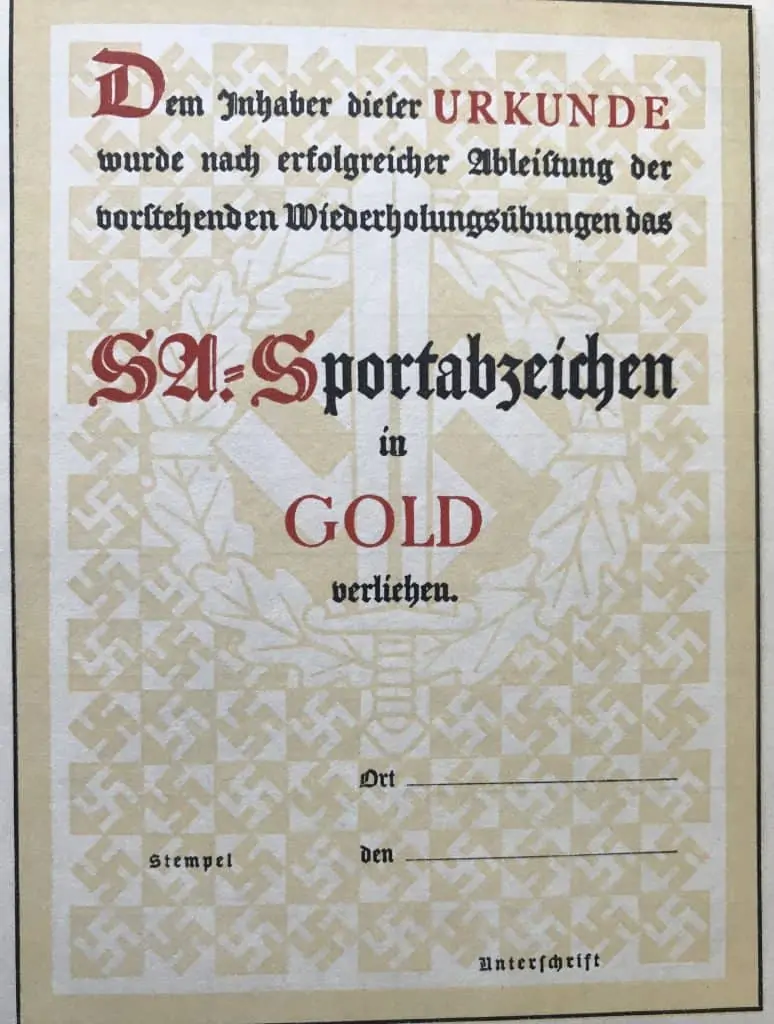 Dem Inhaber dieser URKUNDE
wurde nach erfolgreicher Ableistung der
vorstehenden Wiederholungsübungen das
SA.-Sportabzeichen
in
GOLD
verliehen.
Ort
Stempel den
Unterschrift